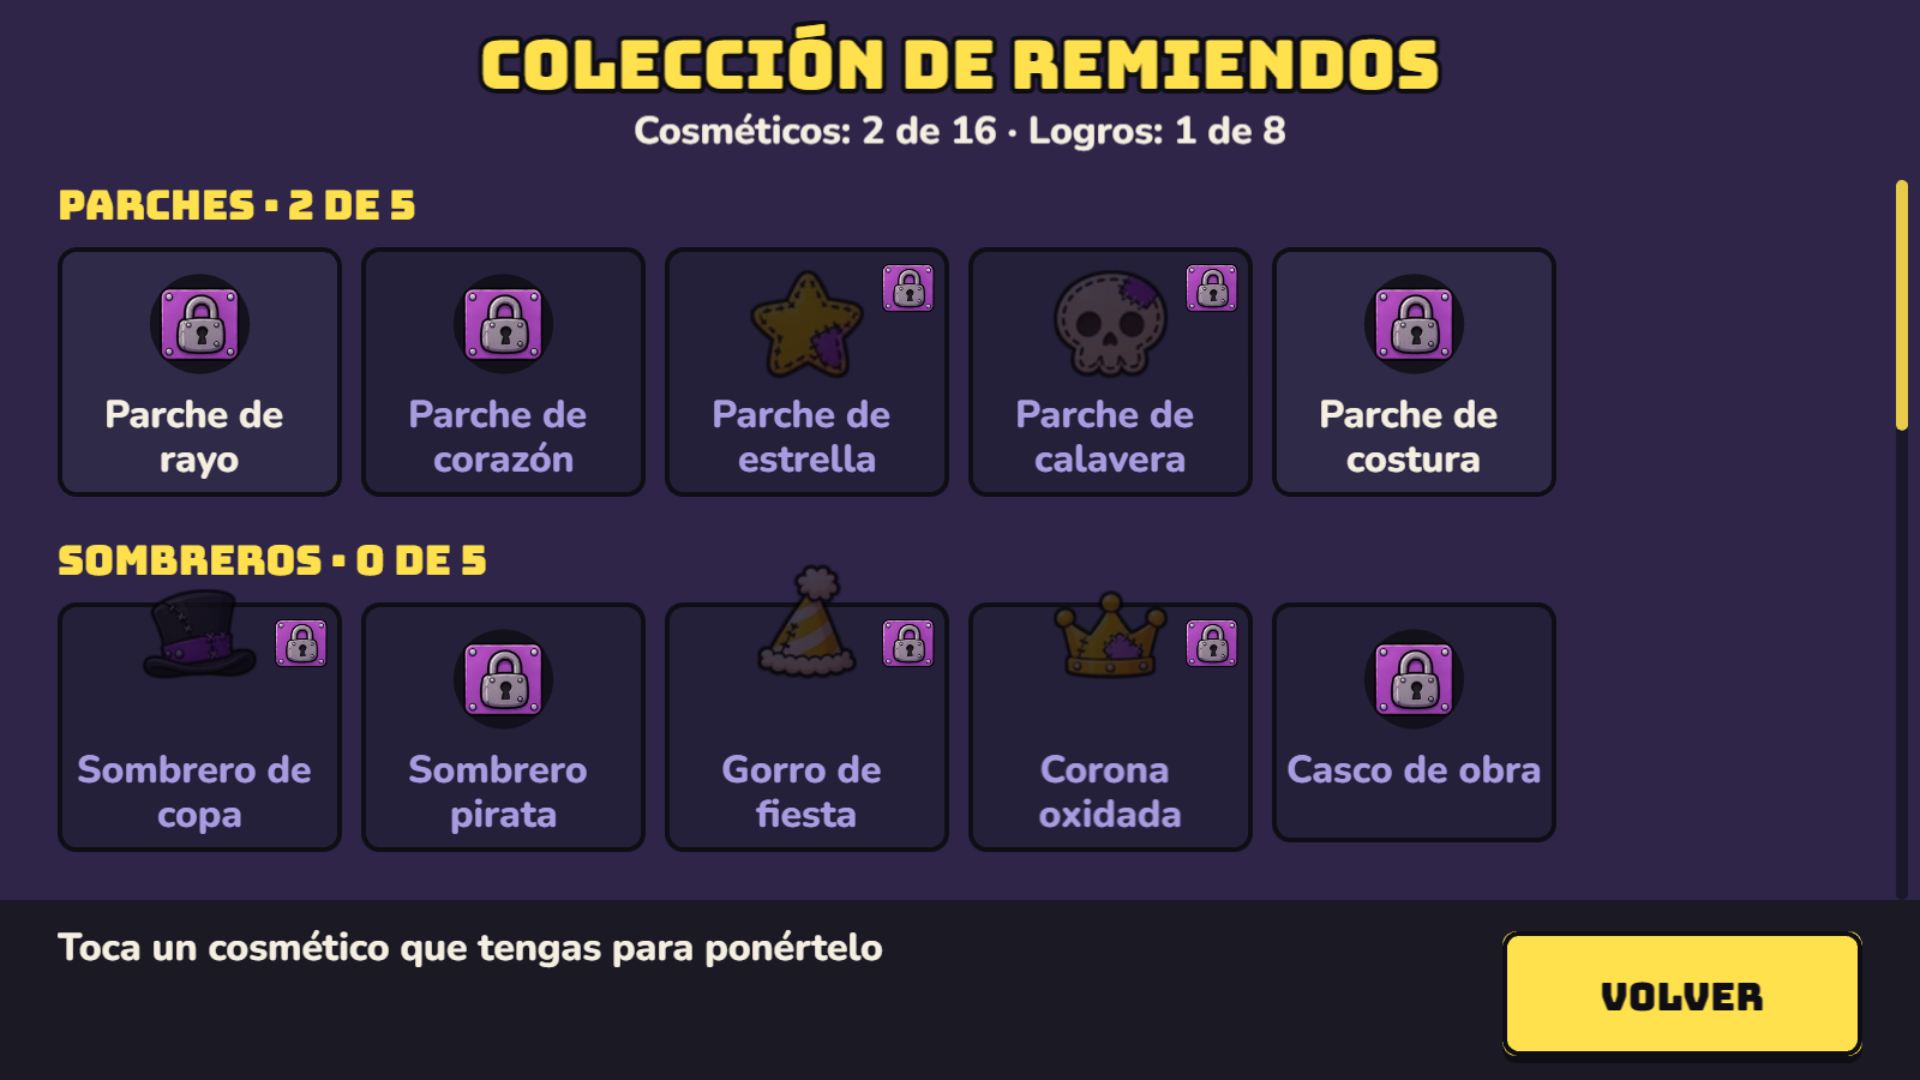 COLECCIÓN DE REMIENDOS
Cosméticos: 2 de 16 · Logros: 1 de 8
PARCHES · 2 DE 5
Parche de
rayo
Parche de
corazón
Parche de
estrella
Parche de
calavera
Parche de
costura
SOMBREROS · 0 DE 5
Sombrero de
copa
Sombrero
pirata
Gorro de
fiesta
Corona
oxidada
Casco de obra
Toca un cosmético que tengas para ponértelo
VOLVER